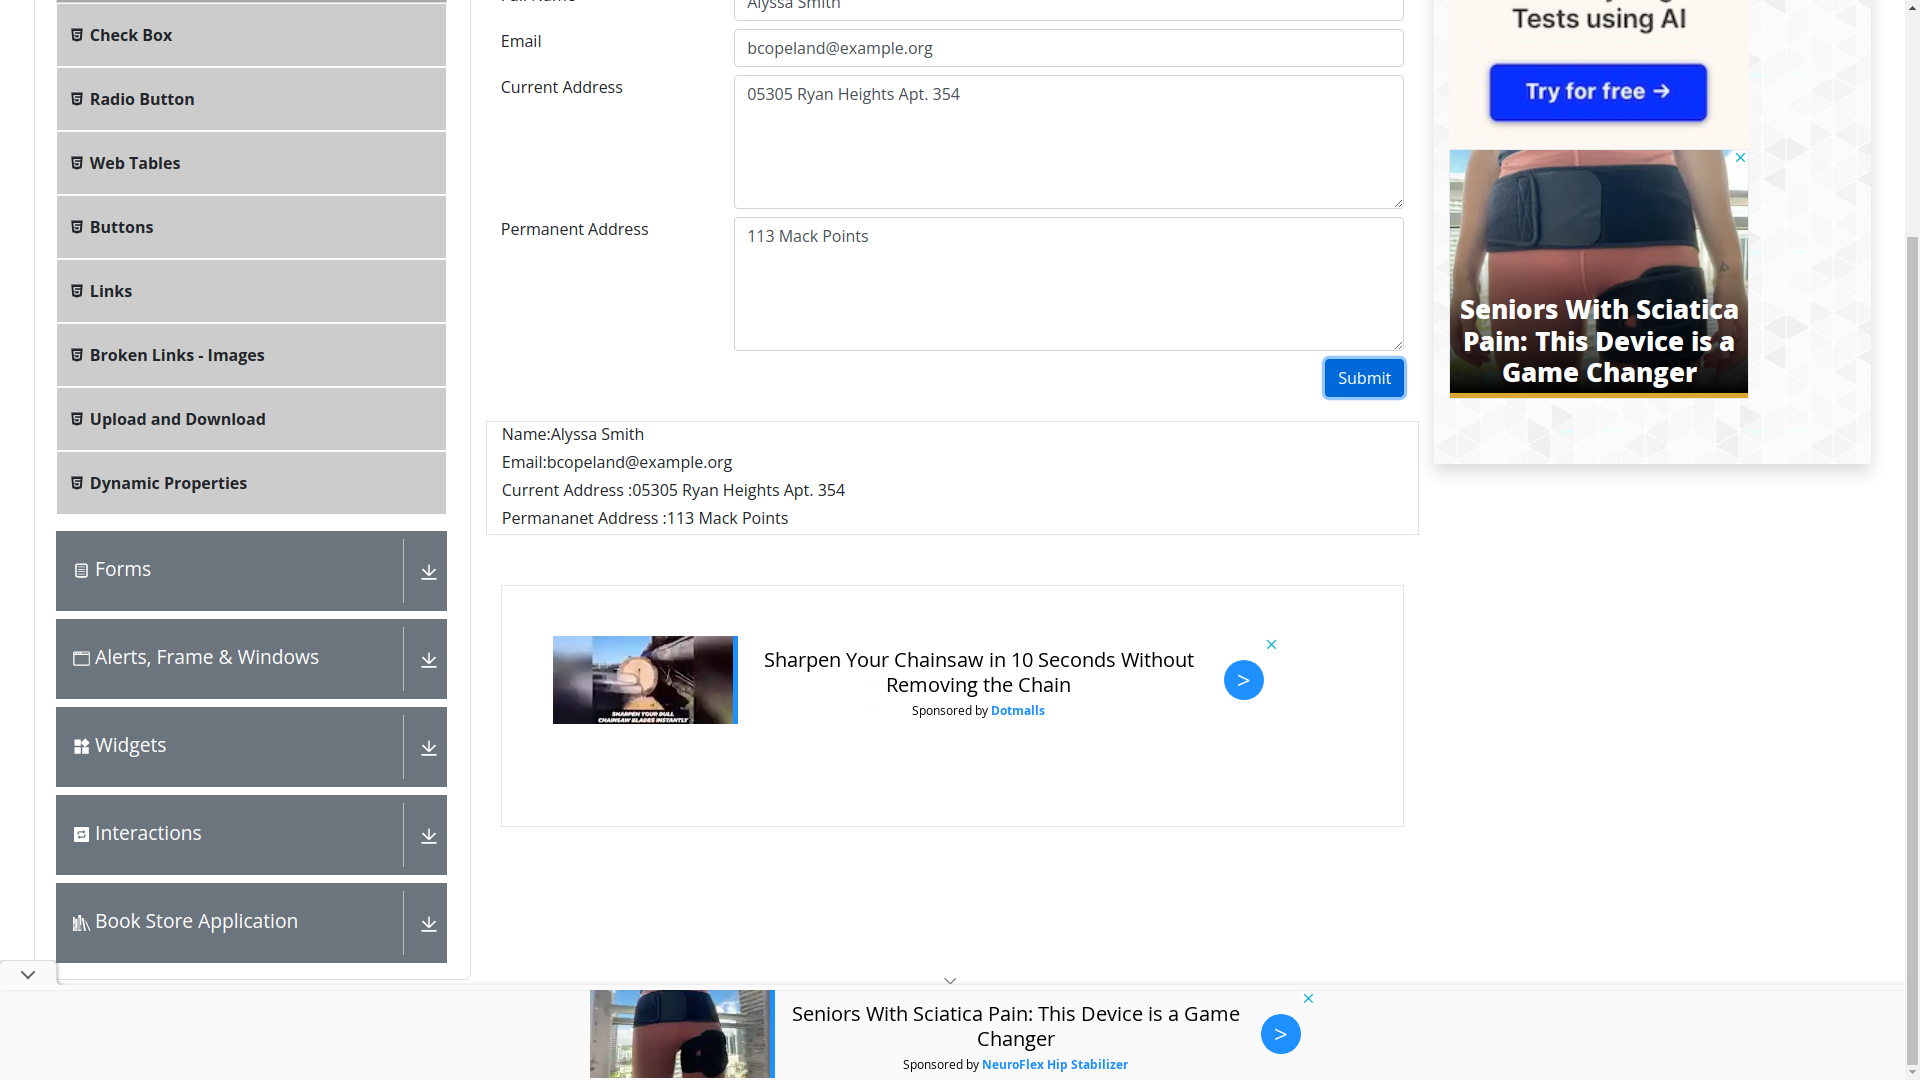 Alyssa Smith
Check Box
Radio Button
Web Tables
Buttons
Links
Broken Links - Images
Upload and Download
Dynamic Properties
Forms
Alerts, Frame & Windows
Widgets
Interactions
Book Store Application
Email
bcopeland@example.org
Current Address
05305 Ryan Heights Apt. 354
Permanent Address
113 Mack Points
Submit
Name:Alyssa Smith
Email:bcopeland@example.org
Current Address :05305 Ryan Heights Apt. 354
Permananet Address :113 Mack Points
Sharpen Your Chainsaw in 10 Seconds Without
Removing the Chain
Sponsored by Dotmalls
SHARPEN YOUR DULL
CHAINSAW BLADES INSTANTLY
>
Tests using AI
Try for free →
Seniors With Sciatica
Pain: This Device is a
Game Changer
Seniors With Sciatica Pain: This Device is a Game
Changer
Sponsored by NeuroFlex Hip Stabilizer
>